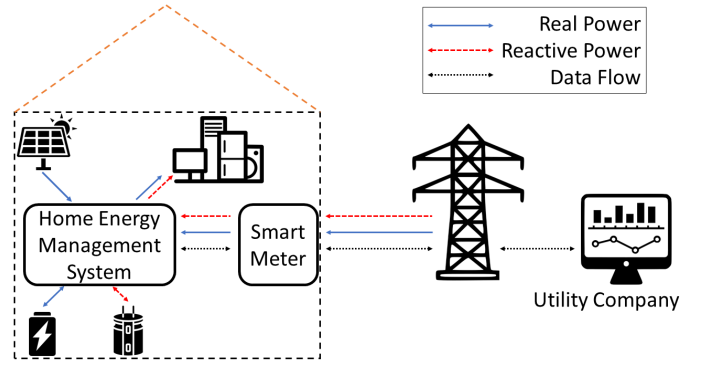 Real Power
Reactive Power
Data Flow
Home Energy
Management
System
Smart
Meter
Utility Company